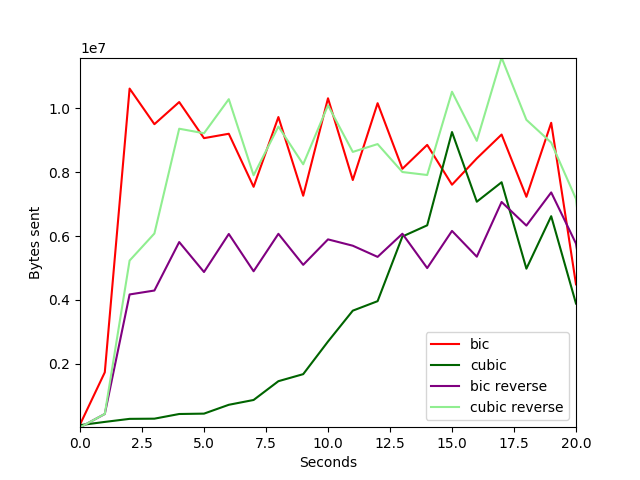 1e7
1.0
0.8
0.6
0.4
0.2
Bytes sent
0.0 2.5 5.0 7.5 10.0 12.5 15.0 17.5 20.0
Seconds
bic
cubic
bic reverse
cubic reverse